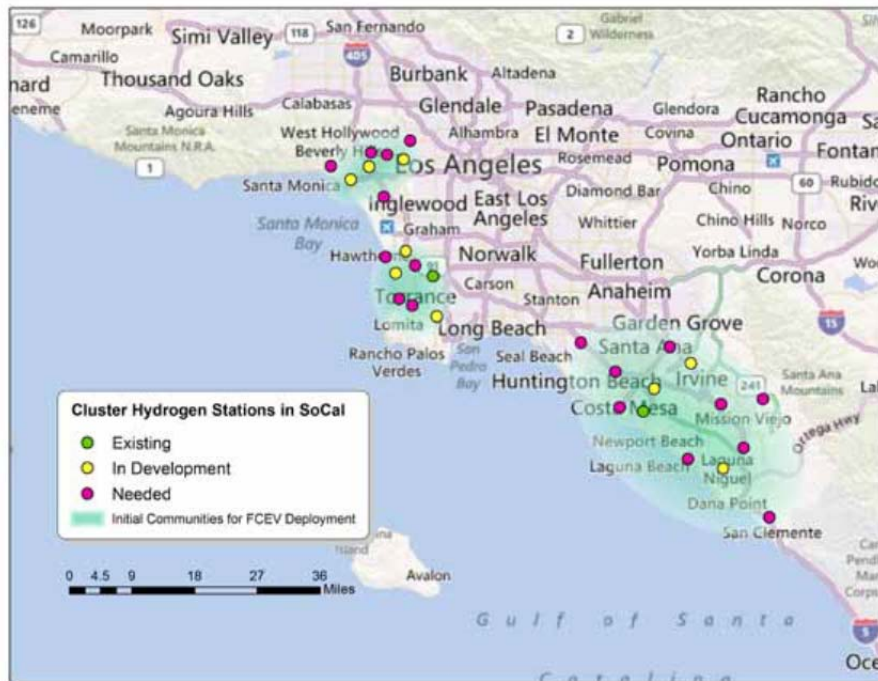 126
Moorpark
San Fernando
Gabriel
Wilderness
Simi Valley
118
2
Camarillo
405
Burbank
Altadena
nard
Thousand Oaks
eneme
Agoura Hills
Calabasas
Glendale
Pasadena
Glendora
Rancho
Cucamonga
Santa Monica
Mountains N.R.A.
West Hollywood
Alhambra
El Monte
Covina
Ontario
Fontan
Beverly
1
Los Angeles
Rosemead
Pomona
Santa Monica
Diamond Bar
Chino
60
Rubido
Inglewood
East Los
Angeles
Santa Monica
Bay
Graham
Whittier
Chino Hills
Norco
Yorba Linda
Norwalk
Fullerton
Corona
91
Carson
Anaheim
Torrance
Stanton
Lomita
Long Beach
Garden Grove
15
Rancho Palos
Verdes
San
Pedro
Bay
Seal Beach
Santa Ana
Santa Ana
Mountains
Huntington Beach
Irvine
241
Costa Mesa
Mission Viejo
Ortega Hwy
Newport Beach
Laguna Beach
Laguna
Niguel
Dana Point
San Clemente
Cluster Hydrogen Stations in SoCal
Existing
In Development
Needed
Initial Communities for FCEV Deployment
Island
Avalon
0 4.5 9 18 27 36
Miles
Gulf of Santa
Catalina
5
Oce